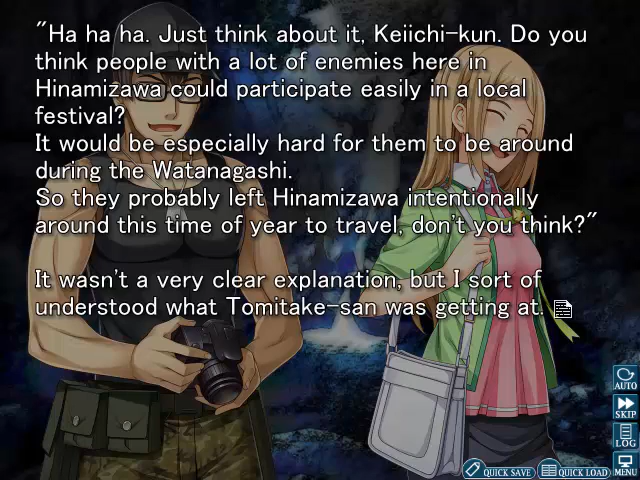 "Ha ha ha. Just think about it, Keiichi-kun. Do you
think people with a lot of enemies here in
Hinamizawa could participate easily in a local
festival?
It would be especially hard for them to be around
during the Watanagashi.
So they probably left Hinamizawa intentionally
around this time of year to travel, don't you think?"
It wasn't a very clear explanation, but I sort of
understood what Tomitake-san was getting at.
AUTO
SKIP
LOG
MENU
QUICK SAVE
QUICK LOAD